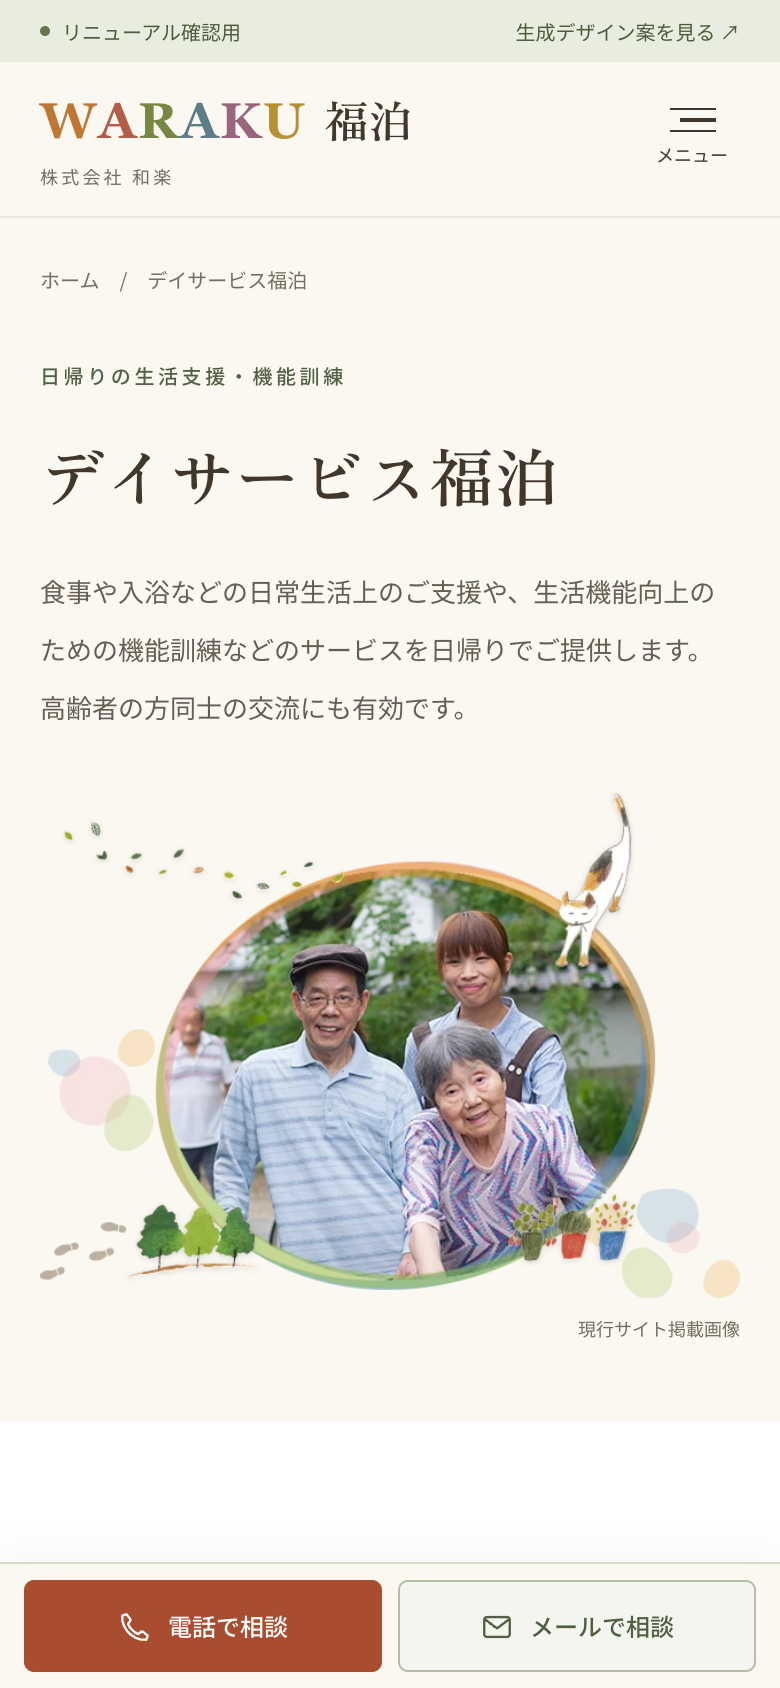 リニューアル確認用
生成デザイン案を見る ↗
WARAKU 福泊
メニュー
株式会社 和楽
ホーム / デイサービス福泊
日帰りの生活支援・機能訓練
デイサービス福泊
食事や入浴などの日常生活上のご支援や、生活機能向上の
ための機能訓練などのサービスを日帰りでご提供します。
高齢者の方同士の交流にも有効です。
現行サイト掲載画像
電話で相談
メールで相談